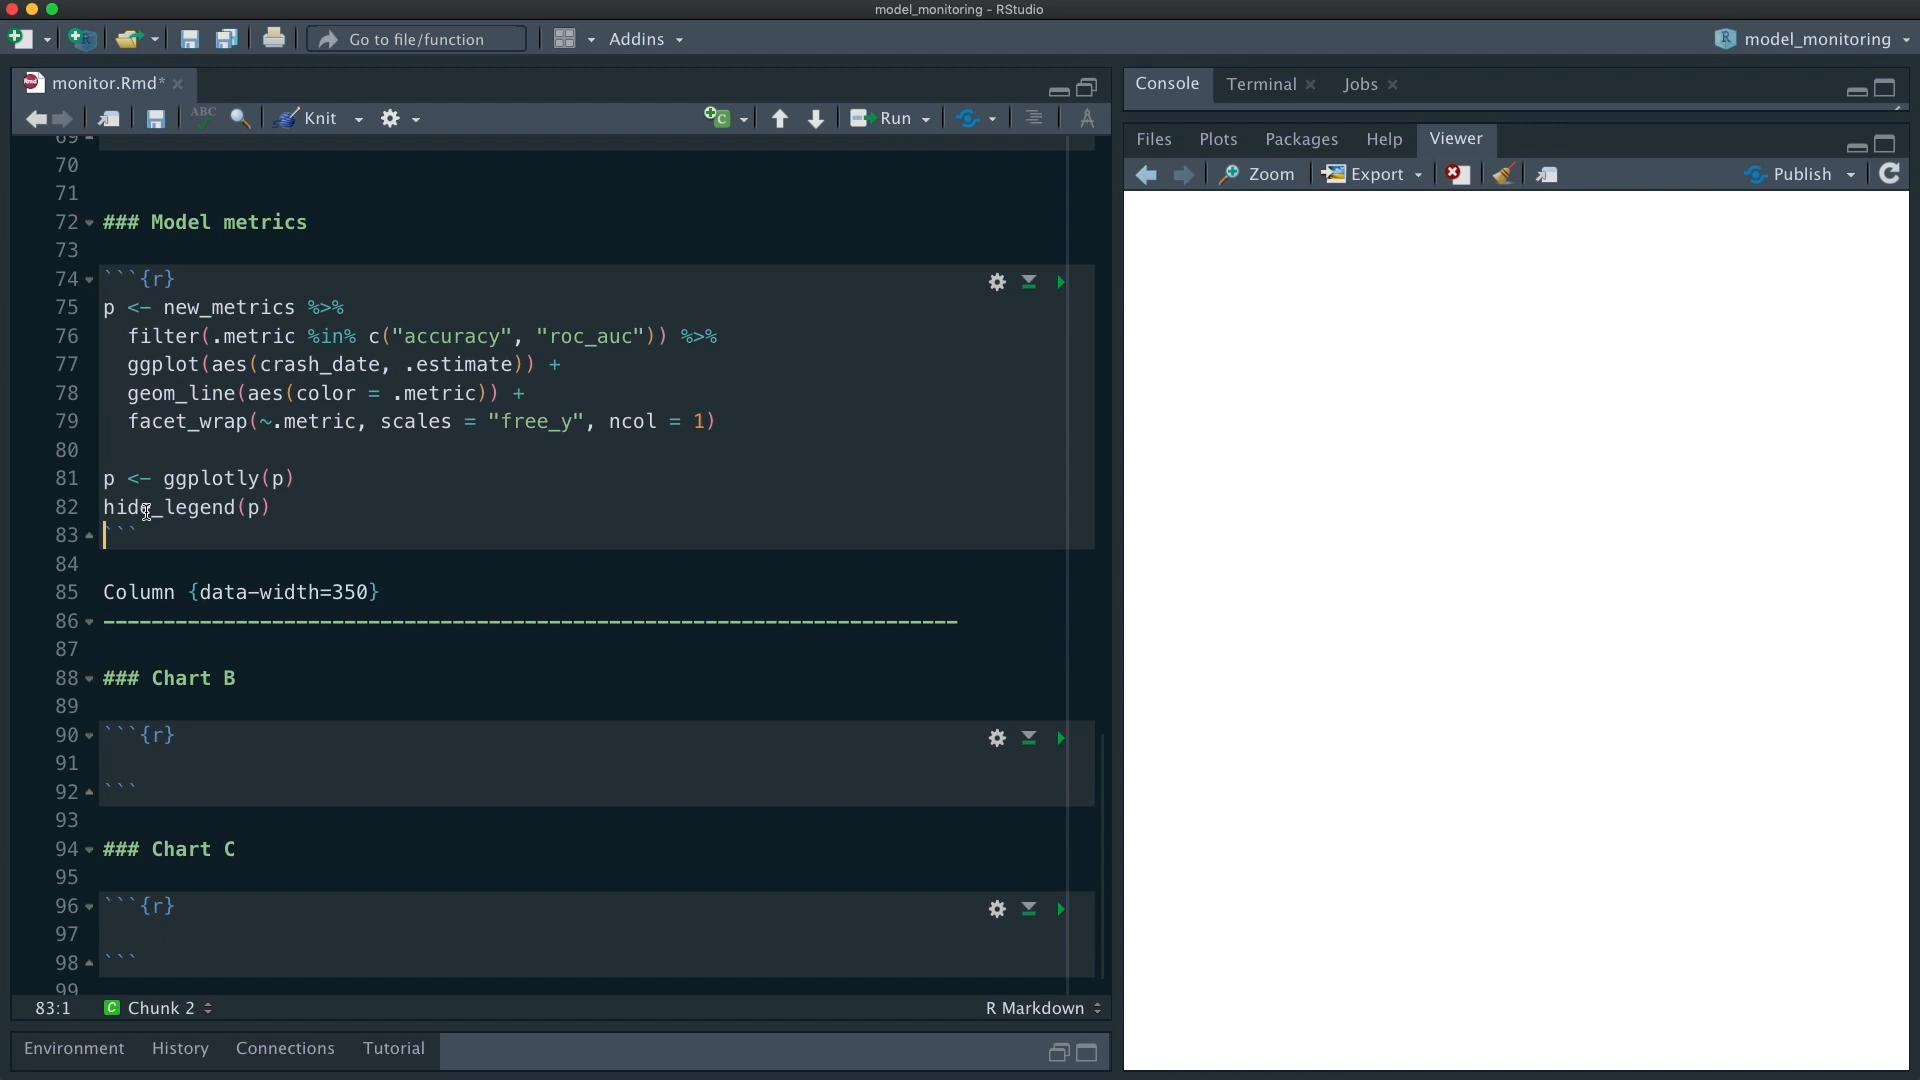 model_monitoring - RStudio
Go to file/function
Addins
model_monitoring
monitor.Rmd*
ABC
Knit
Run
69
70
71
72 ### Model metrics
73
74 ```{r}
75 p <- new_metrics %>%
76 filter(.metric %in% c("accuracy", "roc_auc")) %>%
77 ggplot(aes(crash_date, .estimate)) +
78 geom_line(aes(color = .metric)) +
79 facet_wrap(~.metric, scales = "free_y", ncol = 1)
80
81 p <- ggplotly(p)
82 hide_legend(p)
83 ```
84
85 Column {data-width=350}
86 -----------------------------------------------------------------------
87
88 ### Chart B
89
90 ```{r}
91
92 ```
93
94 ### Chart C
95
96 ```{r}
97
98 ```
99
83:1 C Chunk 2 R Markdown
Environment History Connections Tutorial
Console Terminal Jobs
Files Plots Packages Help Viewer
Zoom Export Publish